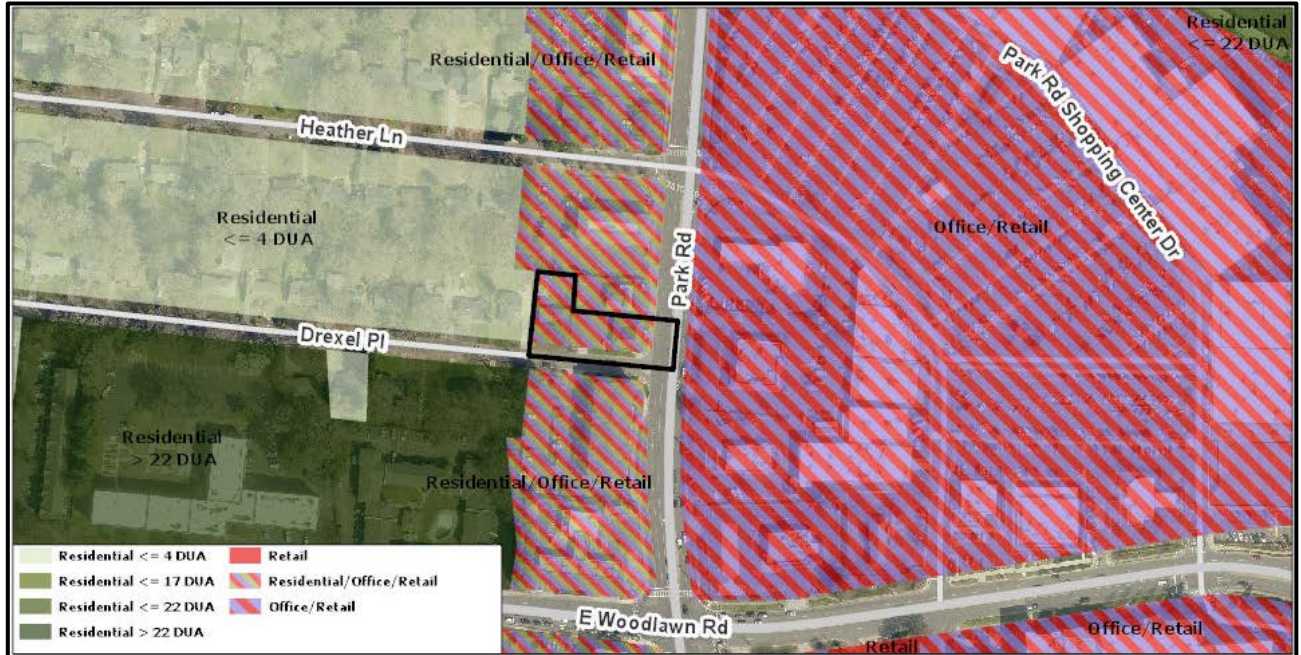 Residential
<= 22 DUA
Residential/Office/Retail
Park Rd Shopping Center Dr
Heather Ln
Residential
<= 4 DUA
Office/Retail
Park Rd
Drexel Pl
Residential
> 22 DUA
Residential/Office/Retail
Residential <= 4 DUA
Retail
Residential <= 17 DUA
Residential/Office/Retail
Residential <= 22 DUA
Office/Retail
Residential > 22 DUA
E Woodlawn Rd
Office/Retail
Retail